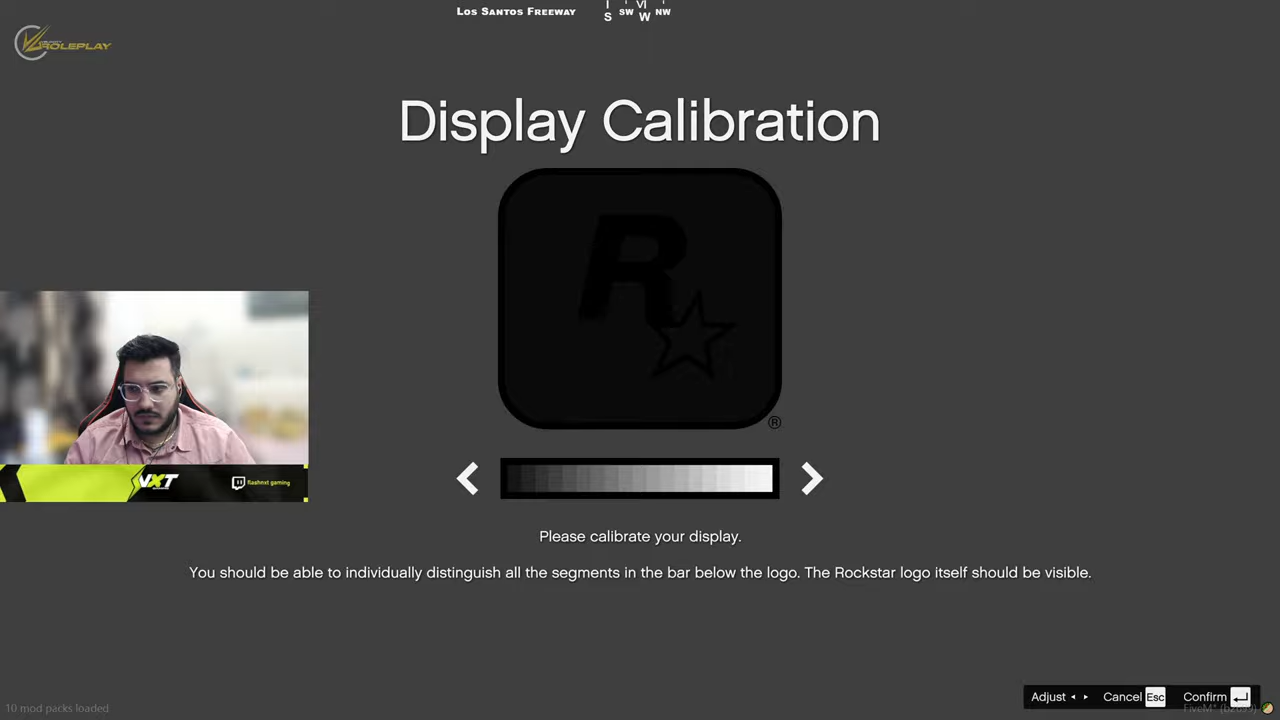 Los Santos Freeway
S SW W NW
ROLEPLAY
Display Calibration
R
®
NXT
flashnxt gaming
Please calibrate your display.
You should be able to individually distinguish all the segments in the bar below the logo. The Rockstar logo itself should be visible.
Adjust Cancel Esc Confirm
10 mod packs loaded